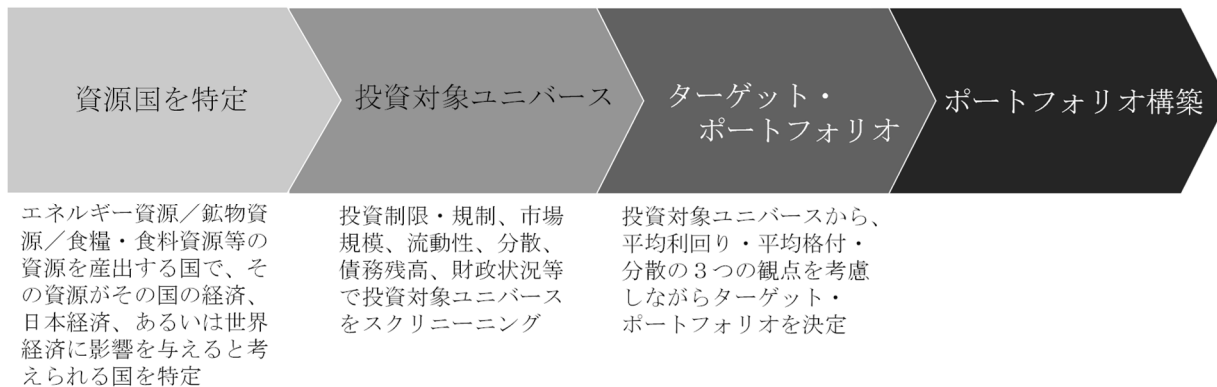 資源国を特定
投資対象ユニバース
ターゲット・
ポートフォリオ
ポートフォリオ構築
エネルギー資源／鉱物資
源／食糧・食料資源等の
資源を産出する国で、そ
の資源がその国の経済、
日本経済、あるいは世界
経済に影響を与えると考
えられる国を特定
投資制限・規制、市場
規模、流動性、分散、
債務残高、財政状況等
で投資対象ユニバース
をスクリニーニング
投資対象ユニバースから、
平均利回り・平均格付・
分散の３つの観点を考慮
しながらターゲット・
ポートフォリオを決定